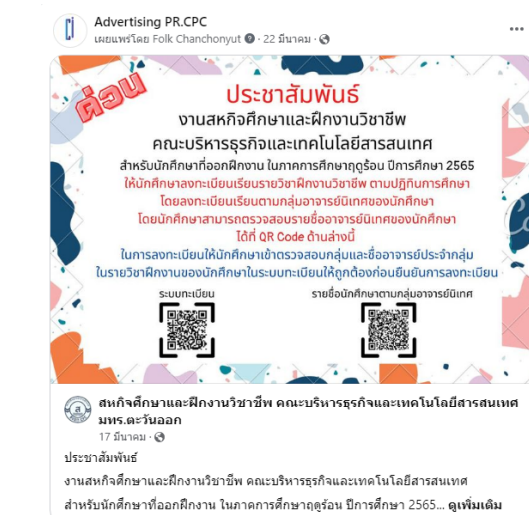 Advertising PR.CPC
เผยแพร่โดย Folk Chanchonyut · 22 มีนาคม ·
ด่วน
ประชาสัมพันธ์
งานสหกิจศึกษาและฝึกงานวิชาชีพ
คณะบริหารธุรกิจและเทคโนโลยีสารสนเทศ
สำหรับนักศึกษาที่ออกฝึกงาน ในภาคการศึกษาฤดูร้อน ปีการศึกษา 2565
ให้นักศึกษาลงทะเบียนเรียนรายวิชาฝึกงานวิชาชีพ ตามปฏิทินการศึกษา
โดยลงทะเบียนเรียนตามกลุ่มอาจารย์นิเทศของนักศึกษา
โดยนักศึกษาสามารถตรวจสอบรายชื่ออาจารย์นิเทศของนักศึกษา
ได้ที่ QR Code ด้านล่างนี้
ในการลงทะเบียนให้นักศึกษาเข้าตรวจสอบกลุ่มและชื่ออาจารย์ประจำกลุ่ม
ในรายวิชาฝึกงานของนักศึกษาในระบบทะเบียนให้ถูกต้องก่อนยืนยันการลงทะเบียน
ระบบทะเบียน รายชื่อนักศึกษาตามกลุ่มอาจารย์นิเทศ
สหกิจศึกษาและฝึกงานวิชาชีพ คณะบริหารธุรกิจและเทคโนโลยีสารสนเทศ
มทร.ตะวันออก
17 มีนาคม ·
ประชาสัมพันธ์
งานสหกิจศึกษาและฝึกงานวิชาชีพ คณะบริหารธุรกิจและเทคโนโลยีสารสนเทศ
สำหรับนักศึกษาที่ออกฝึกงาน ในภาคการศึกษาฤดูร้อน ปีการศึกษา 2565... ดูเพิ่มเติม